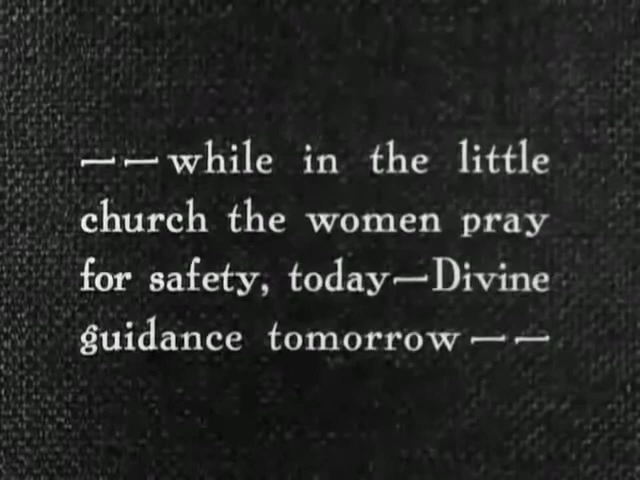 ——while in the little
church the women pray
for safety, today—Divine
guidance tomorrow——